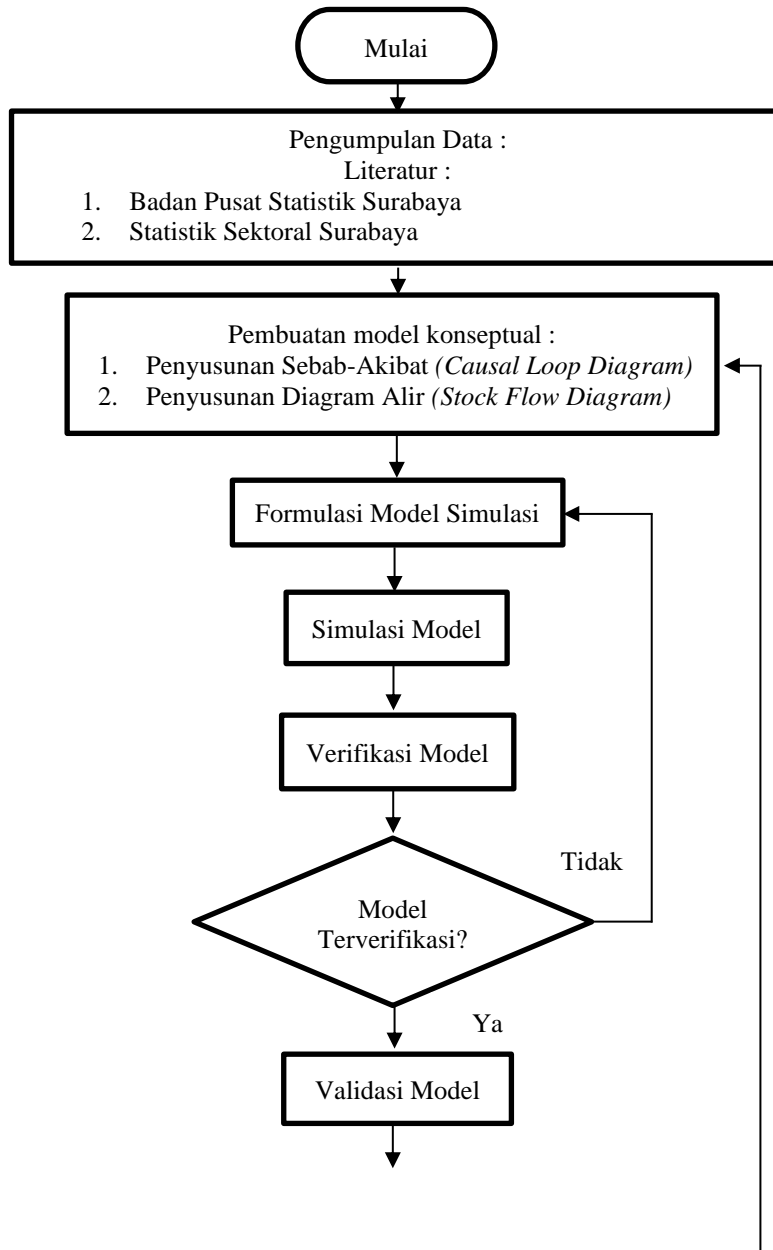 Mulai
Pengumpulan Data :
Literatur :
1. Badan Pusat Statistik Surabaya
2. Statistik Sektoral Surabaya
Pembuatan model konseptual :
1. Penyusunan Sebab-Akibat (Causal Loop Diagram)
2. Penyusunan Diagram Alir (Stock Flow Diagram)
Formulasi Model Simulasi
Simulasi Model
Verifikasi Model
Tidak
Model
Terverifikasi?
Ya
Validasi Model